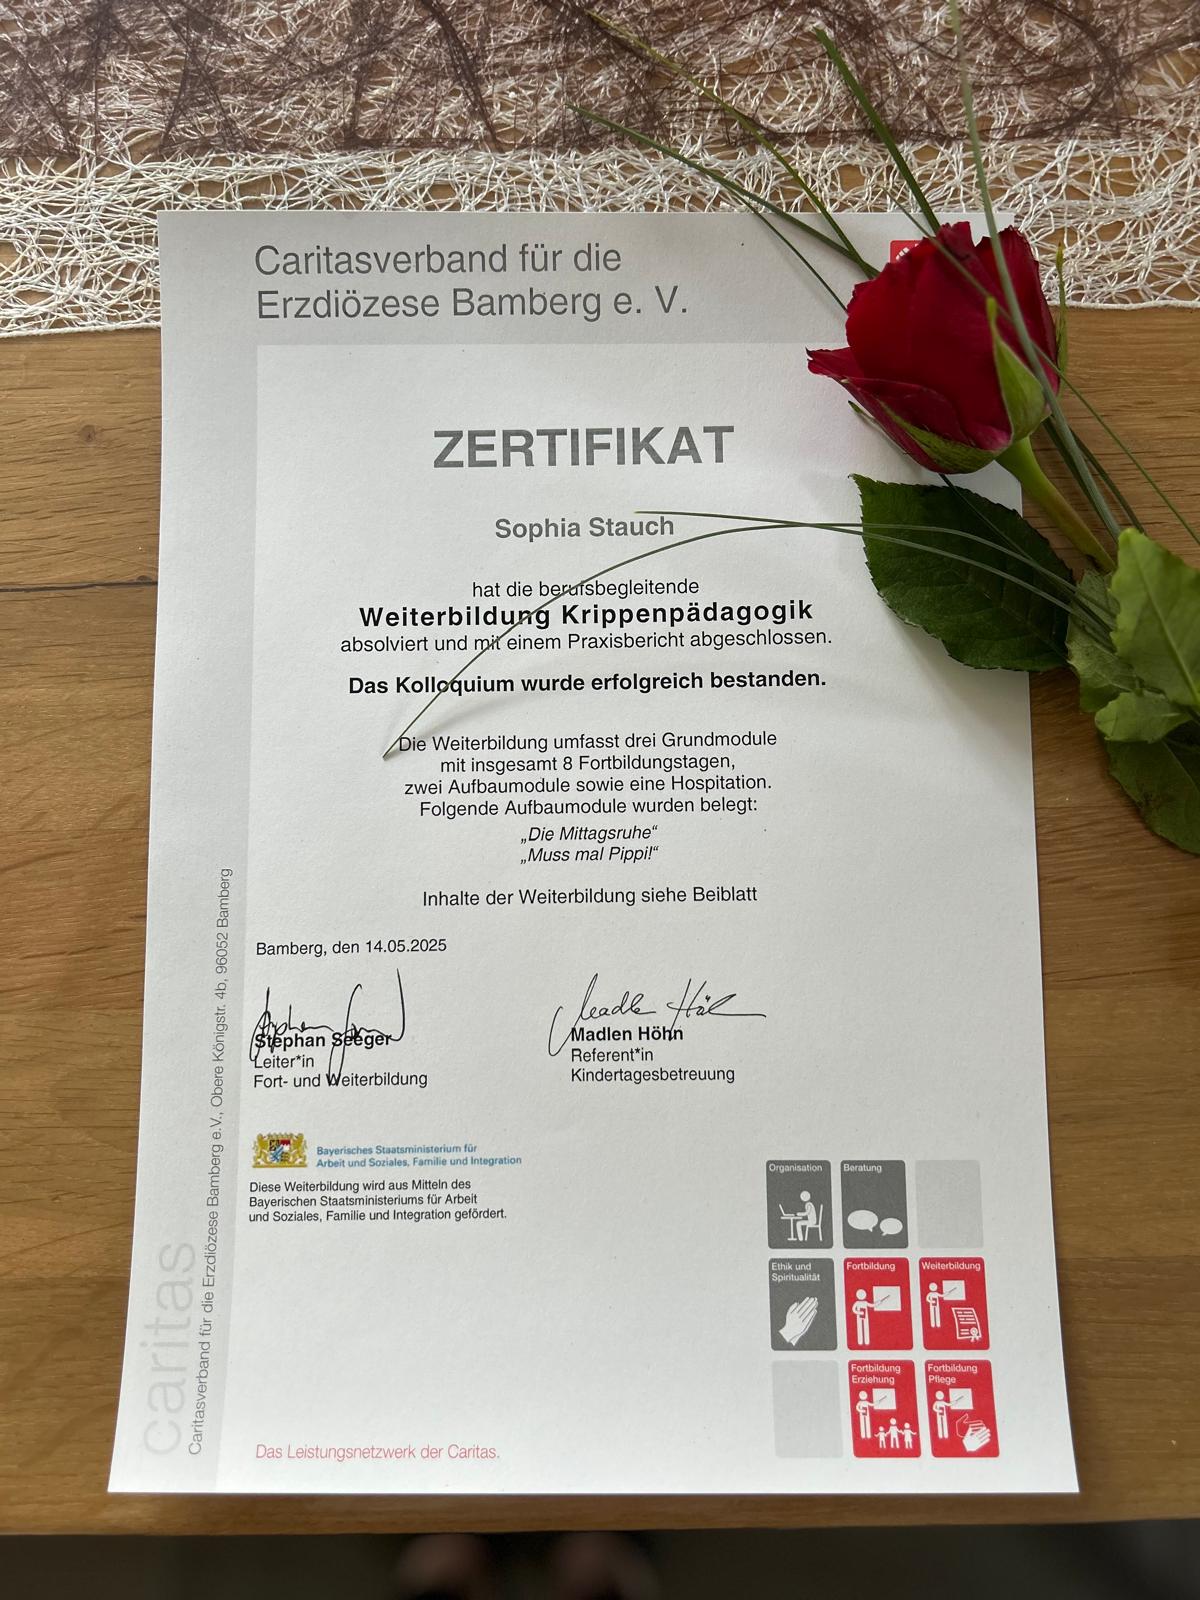 Caritasverband für die
Erzdiözese Bamberg e. V.
ZERTIFIKAT
Sophia Stauch
hat die berufsbegleitende
Weiterbildung Krippenpädagogik
absolviert und mit einem Praxisbericht abgeschlossen.
Das Kolloquium wurde erfolgreich bestanden.
Die Weiterbildung umfasst drei Grundmodule
mit insgesamt 8 Fortbildungstagen,
zwei Aufbaumodule sowie eine Hospitation.
Folgende Aufbaumodule wurden belegt:
„Die Mittagsruhe“
„Muss mal Pippi!“
Inhalte der Weiterbildung siehe Beiblatt
Bamberg, den 14.05.2025
Stephan Seeger
Leiter*in
Fort- und Weiterbildung
Madlen Höhn
Madlen Höhn
Referent*in
Kindertagesbetreuung
Bayerisches Staatsministerium für
Arbeit und Soziales, Familie und Integration
Diese Weiterbildung wird aus Mitteln des
Bayerischen Staatsministeriums für Arbeit
und Soziales, Familie und Integration gefördert.
Organisation
Beratung
Ethik und
Spiritualität
Fortbildung
Weiterbildung
Fortbildung
Erziehung
Fortbildung
Pflege
Das Leistungsnetzwerk der Caritas.
caritas
Caritasverband für die Erzdiözese Bamberg e.V., Obere Königstr. 4b, 96052 Bamberg